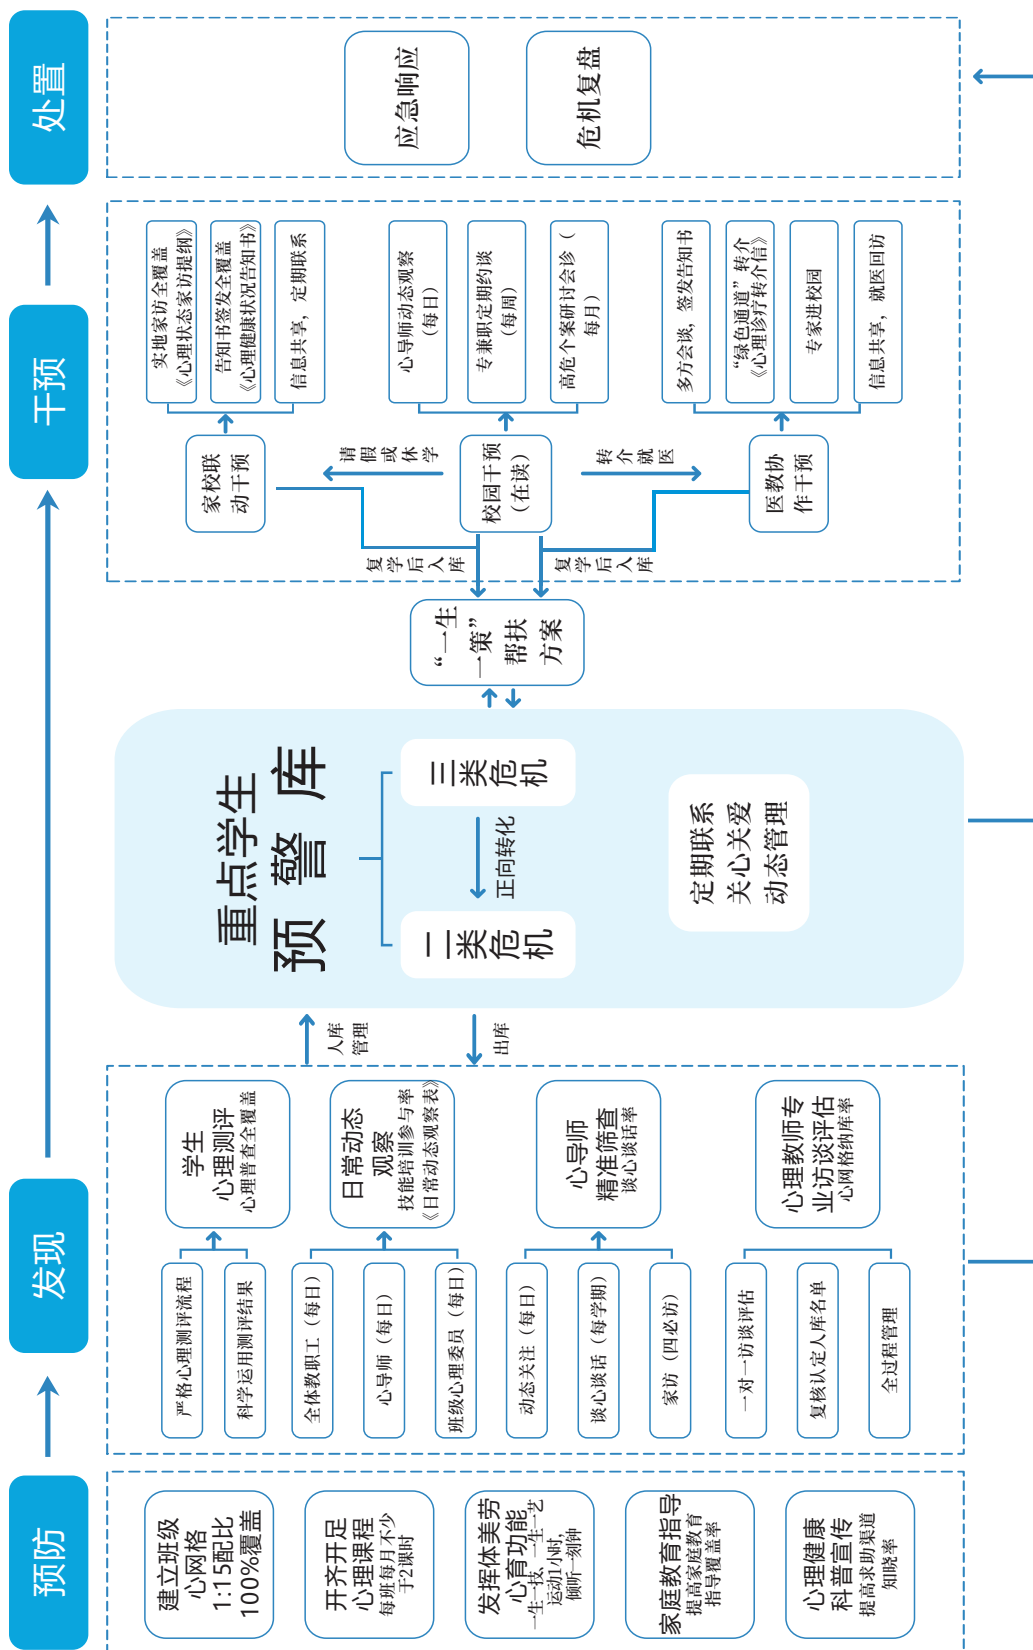 预防
建立班级
心网格
1:15配比
100%覆盖
开齐开足
心理课程
每班每月不少
于2课时
发挥体美劳
心育功能
一生一技、一生一艺
运动1小时,
倾听一刻钟
家庭教育指导
提高家庭教育
指导覆盖率
心理健康
科普宣传
提高求助渠道
知晓率
发现
严格心理测评流程
科学运用测评结果
学生
心理测评
心理普查全覆盖
全体教职工（每日）
心导师（每日）
班级心理委员（每日）
日常动态
观察
技能培训参与率
《日常动态观察表》
动态关注（每日）
谈心谈话（每学期）
家访（四必访）
心导师
精准筛查
谈心谈话率
一对一访谈评估
复核认定入库名单
全过程管理
心理教师专
业访谈评估
心网格纳库率
入库
管理
出库
重点学生
预警库
二类危机
正向转化
三类危机
定期联系
关心关爱
动态管理
“一生
一策”
帮扶
方案
干预
复学后入库
复学后入库
家校联
动干预
请假或休学
校园干预
（在读）
转介就医
医教协
作干预
实地家访全覆盖
《心理状态家访提纲》
告知书签发全覆盖
《心理健康状况告知书》
信息共享，定期联系
心导师动态观察
（每日）
专兼职定期约谈
（每周）
高危个案研讨会诊（
每月）
多方会谈，签发告知书
“绿色通道”转介
《心理诊疗转介信》
专家进校园
信息共享，就医回访
处置
应急响应
危机复盘